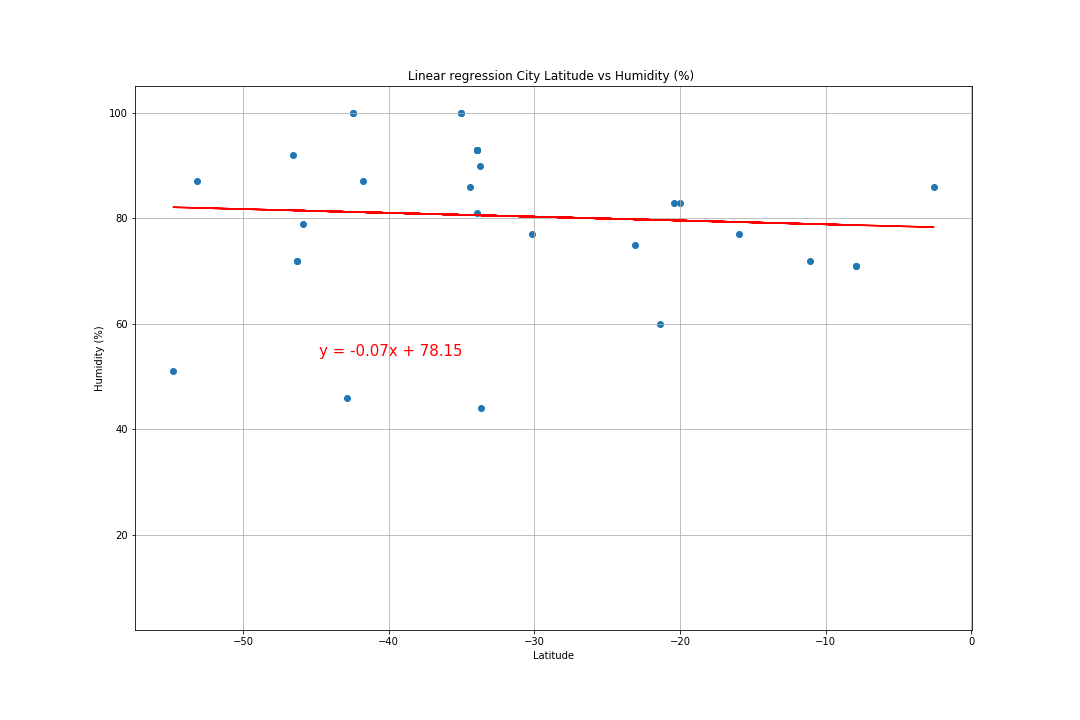 Linear regression City Latitude vs Humidity (%)
100
80
60
40
20
Humidity (%)
y = -0.07x + 78.15
−50 −40 −30 −20 −10 0
Latitude